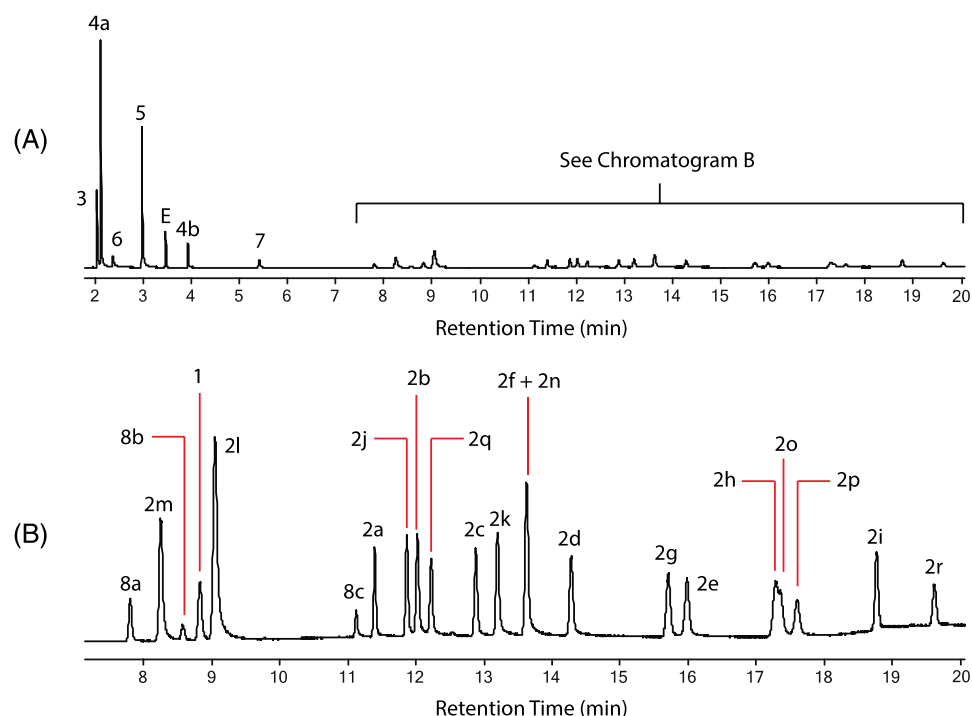 4a
(A)
3
6
5
E
4b
7
See Chromatogram B
2 3 4 5 6 7 8 9 10 11 12 13 14 15 16 17 18 19 20
Retention Time (min)
(B)
8a
2m
8b
1
2l
8c
2a
2j
2b
2q
2c
2k
2f + 2n
2d
2g
2e
2h
2o
2p
2i
2r
8 9 10 11 12 13 14 15 16 17 18 19 20
Retention Time (min)